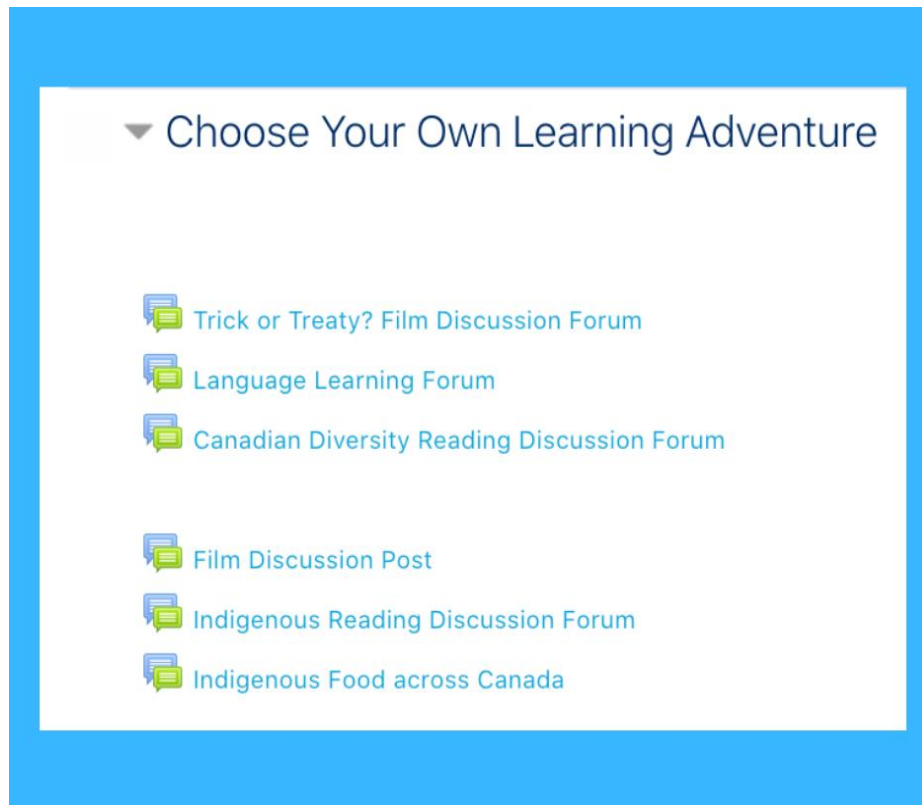 Choose Your Own Learning Adventure
Trick or Treaty? Film Discussion Forum
Language Learning Forum
Canadian Diversity Reading Discussion Forum
Film Discussion Post
Indigenous Reading Discussion Forum
Indigenous Food across Canada